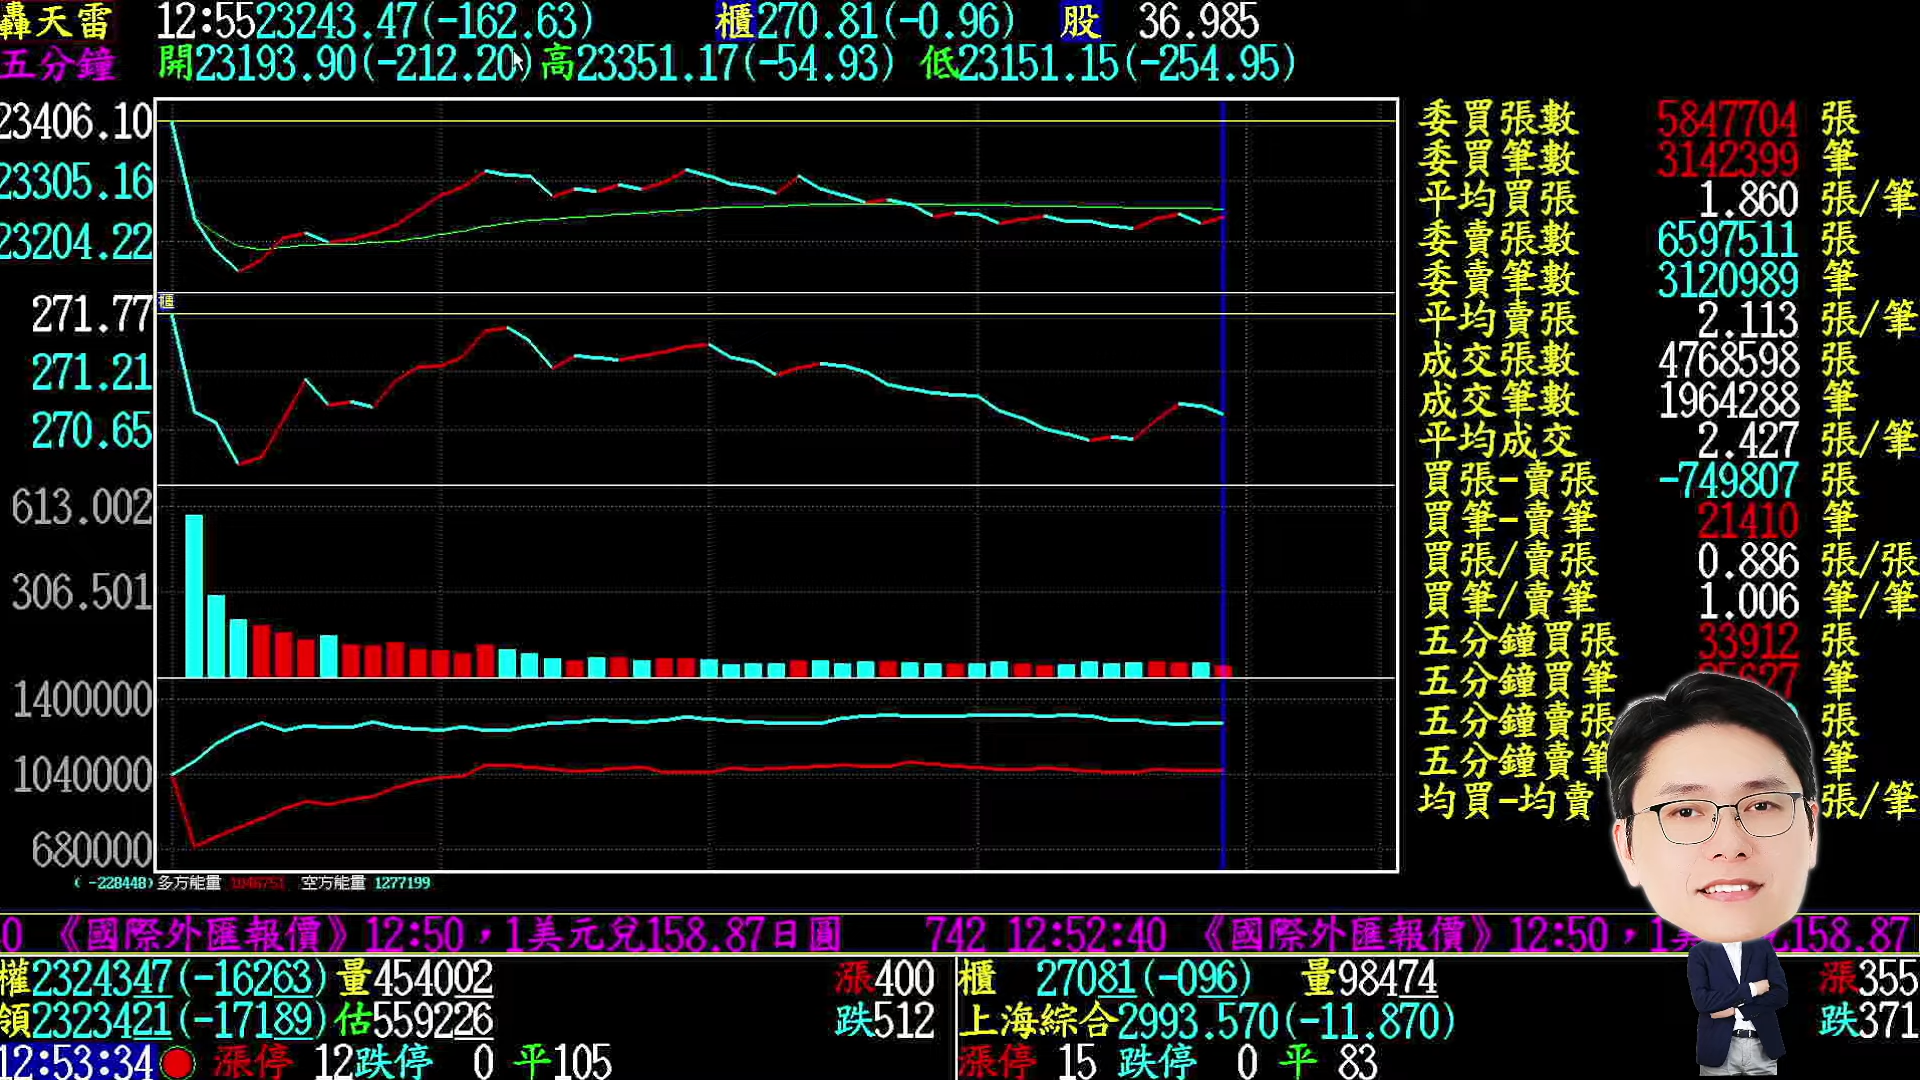 轟天雷 12:55 23243.47(-162.63) 櫃270.81(-0.96) 股 36.985
五分鐘 開23193.90(-212.20) 高23351.17(-54.93) 低23151.15(-254.95)
23406.10
23305.16
23204.22
櫃
271.77
271.21
270.65
613.002
306.501
1400000
1040000
680000
(-228448)多方能量 1048751 空方能量 1277199
委買張數 5847704 張
委買筆數 3142399 筆
平均買張 1.860 張/筆
委賣張數 6597511 張
委賣筆數 3120989 筆
平均賣張 2.113 張/筆
成交張數 4768598 張
成交筆數 1964288 筆
平均成交 2.427 張/筆
買張-賣張 -749807 張
買筆-賣筆 21410 筆
買張/賣張 0.886 張/張
買筆/賣筆 1.006 筆/筆
五分鐘買張 33912 張
五分鐘買筆 筆
五分鐘賣張 張
五分鐘賣筆 筆
均買-均賣 張/筆
0 《國際外匯報價》12:50，1美元兌158.87日圓 742 12:52:40 《國際外匯報價》12:50，1美 158.87
權2324347(-16263) 量454002 漲400 櫃 27081(-096) 量98474 漲355
領2323421(-17189) 估559226 跌512 上海綜合2993.570(-11.870) 跌371
12:53:34 漲停 12 跌停 0 平105 漲停 15 跌停 0 平 83